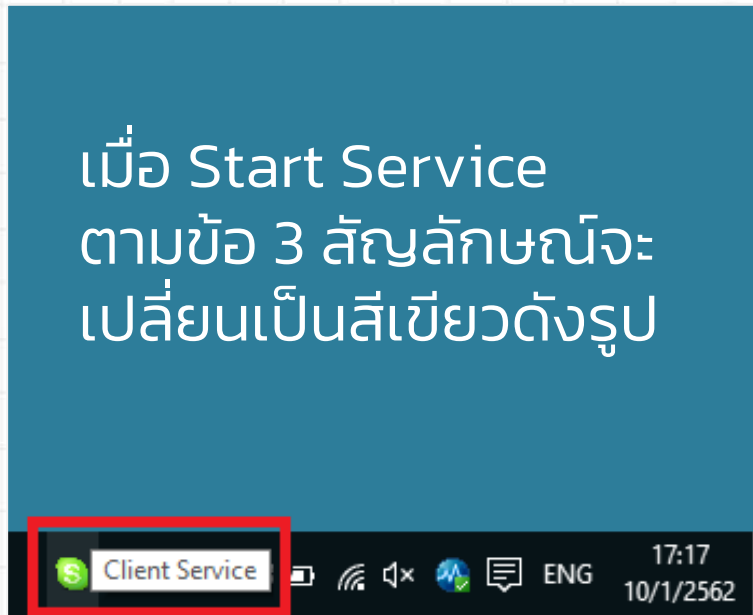 เมื่อ Start Service
ตามข้อ 3 สัญลักษณ์จะ
เปลี่ยนเป็นสีเขียวดังรูป
S Client Service ENG 17:17
10/1/2562